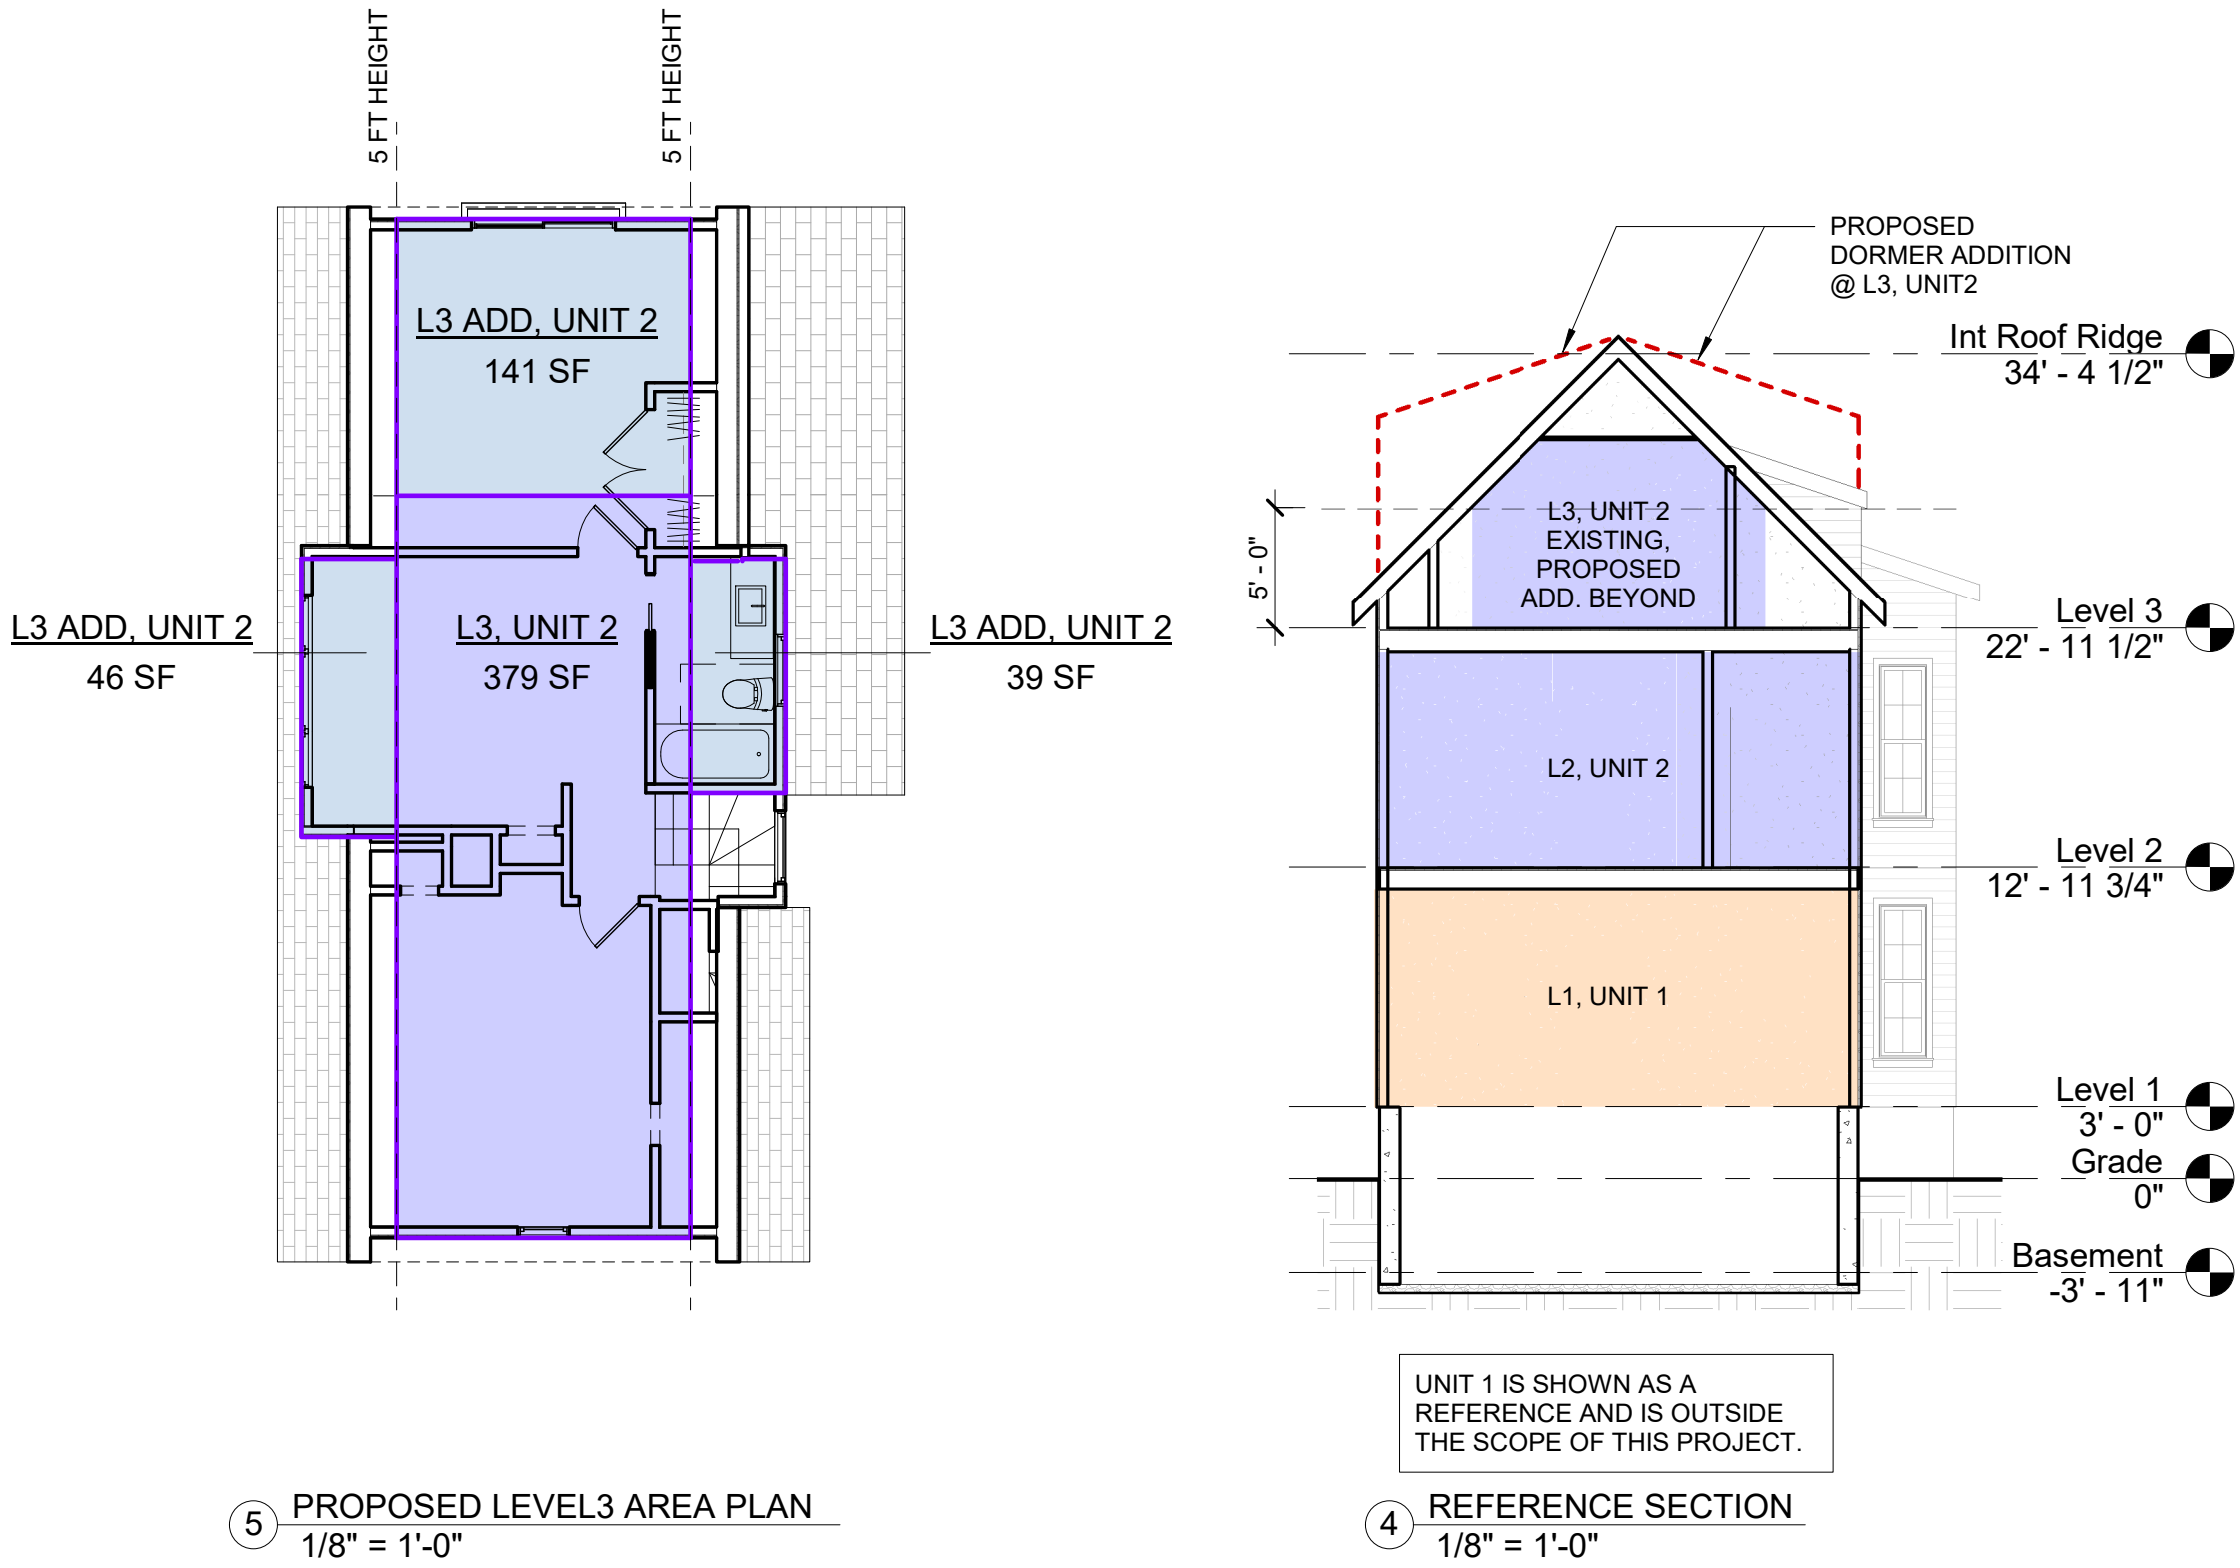 5 FT HEIGHT
5 FT HEIGHT
L3 ADD, UNIT 2
141 SF
L3 ADD, UNIT 2
46 SF
L3, UNIT 2
379 SF
L3 ADD, UNIT 2
39 SF
5 PROPOSED LEVEL3 AREA PLAN
1/8" = 1'-0"
PROPOSED
DORMER ADDITION
@ L3, UNIT2
Int Roof Ridge
34' - 4 1/2"
5' - 0"
L3, UNIT 2
EXISTING,
PROPOSED
ADD. BEYOND
Level 3
22' - 11 1/2"
L2, UNIT 2
Level 2
12' - 11 3/4"
L1, UNIT 1
Level 1
3' - 0"
Grade
0"
Basement
-3' - 11"
UNIT 1 IS SHOWN AS A
REFERENCE AND IS OUTSIDE
THE SCOPE OF THIS PROJECT.
4 REFERENCE SECTION
1/8" = 1'-0"